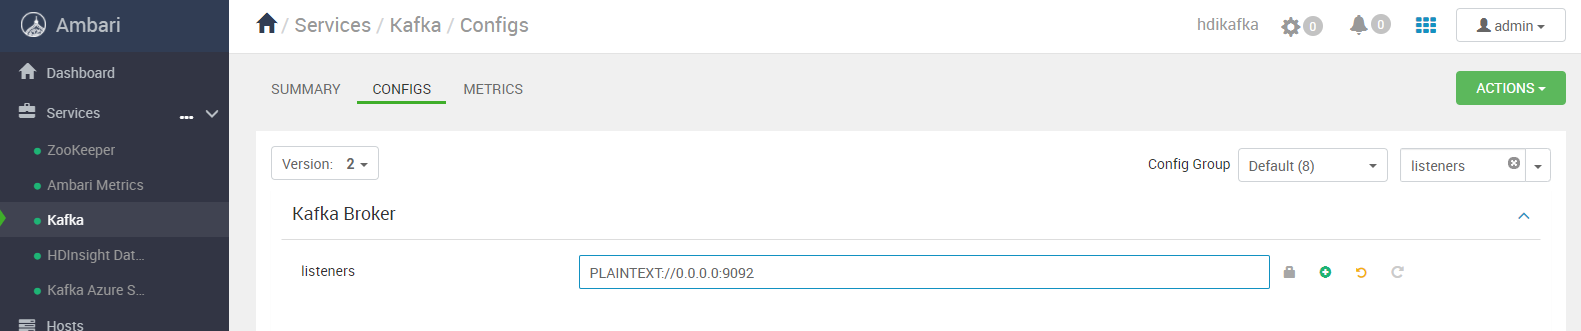 Ambari
/ Services / Kafka / Configs
hdikafka
0
0
admin
Dashboard
Services
...
ZooKeeper
Ambari Metrics
Kafka
HDInsight Dat...
Kafka Azure S...
Hosts
SUMMARY
CONFIGS
METRICS
ACTIONS
Version: 2
Config Group
Default (8)
listeners
Kafka Broker
listeners
PLAINTEXT://0.0.0.0:9092